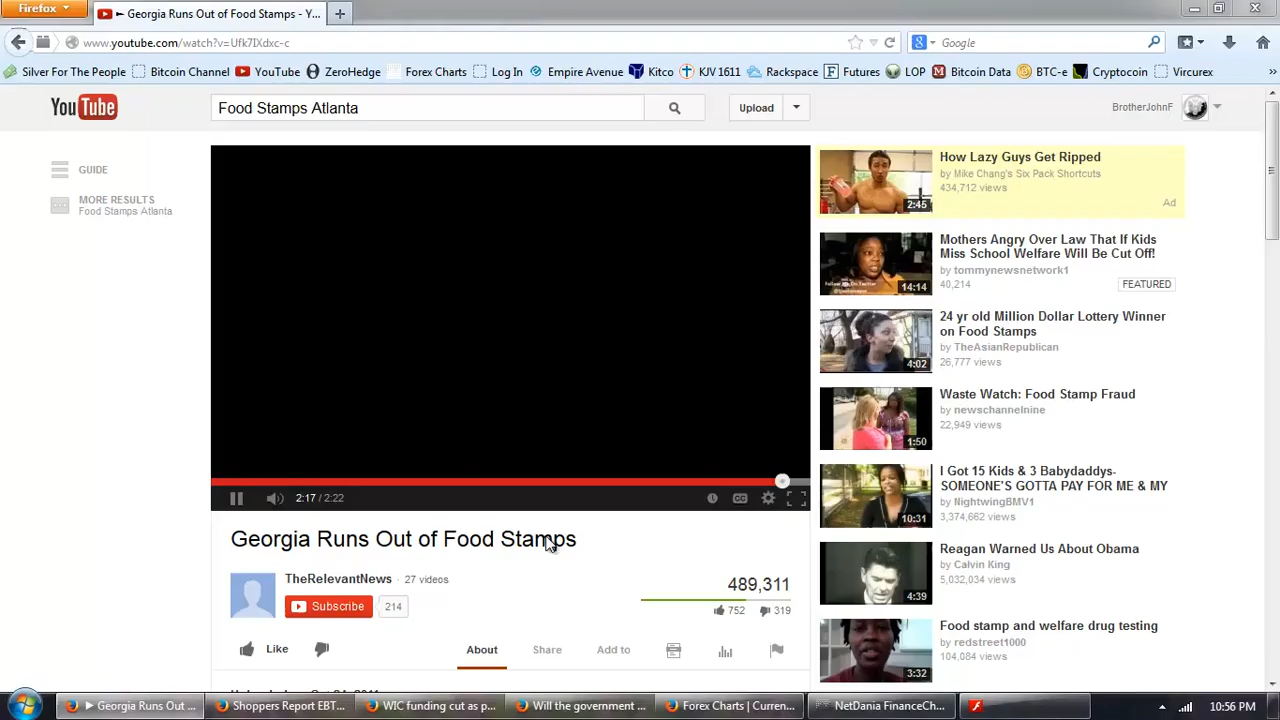 Firefox
► Georgia Runs Out of Food Stamps - Y...
www.youtube.com/watch?v=Ufk7IXdxc-c
Google
Silver For The People
Bitcoin Channel
YouTube
ZeroHedge
Forex Charts
Log In
Empire Avenue
Kitco
KJV 1611
Rackspace
Futures
LOP
Bitcoin Data
BTC-e
Cryptocoin
Vircurex
YouTube
Food Stamps Atlanta
Upload
BrotherJohnF
GUIDE
MORE RESULTS
Food Stamps Atlanta
2:17 / 2:22
CC
Georgia Runs Out of Food Stamps
TheRelevantNews · 27 videos
Subscribe
214
489,311
752
319
Like
About
Share
Add to
How Lazy Guys Get Ripped
by Mike Chang's Six Pack Shortcuts
434,712 views
Ad
2:45
Mothers Angry Over Law That If Kids
Miss School Welfare Will Be Cut Off!
by tommynewsnetwork1
40,214
FEATURED
14:14
24 yr old Million Dollar Lottery Winner
on Food Stamps
by TheAsianRepublican
26,777 views
4:02
Waste Watch: Food Stamp Fraud
by newschannelnine
22,949 views
1:50
I Got 15 Kids & 3 Babydaddys-
SOMEONE'S GOTTA PAY FOR ME & MY
by NightwingBMV1
3,374,662 views
10:31
Reagan Warned Us About Obama
by Calvin King
5,032,034 views
4:39
Food stamp and welfare drug testing
by redstreet1000
104,084 views
3:32
► Georgia Runs Out ...
Shoppers Report EBT...
WIC funding cut as p...
Will the government ...
Forex Charts | Curren...
NetDania FinanceCh...
10:56 PM